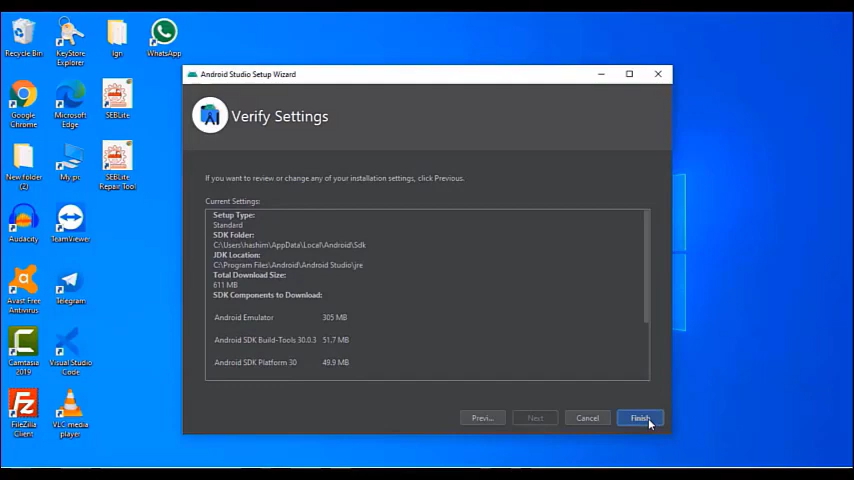 Recycle Bin
KeyStore
Explorer
ign
WhatsApp
Google
Chrome
Microsoft
Edge
SEBLite
New folder
(2)
My pc
SEBLite
Repair Tool
Audacity
TeamViewer
Avast Free
Antivirus
Telegram
Camtasia
2019
Visual Studio
Code
FileZilla
Client
VLC media
player
Android Studio Setup Wizard
Verify Settings
If you want to review or change any of your installation settings, click Previous.
Current Settings:
Setup Type:
Standard
SDK Folder:
C:\Users\hashim\AppData\Local\Android\Sdk
JDK Location:
C:\Program Files\Android\Android Studio\jre
Total Download Size:
611 MB
SDK Components to Download:
Android Emulator 305 MB
Android SDK Build-Tools 30.0.3 51.7 MB
Android SDK Platform 30 49.9 MB
Previ...
Next
Cancel
Finish